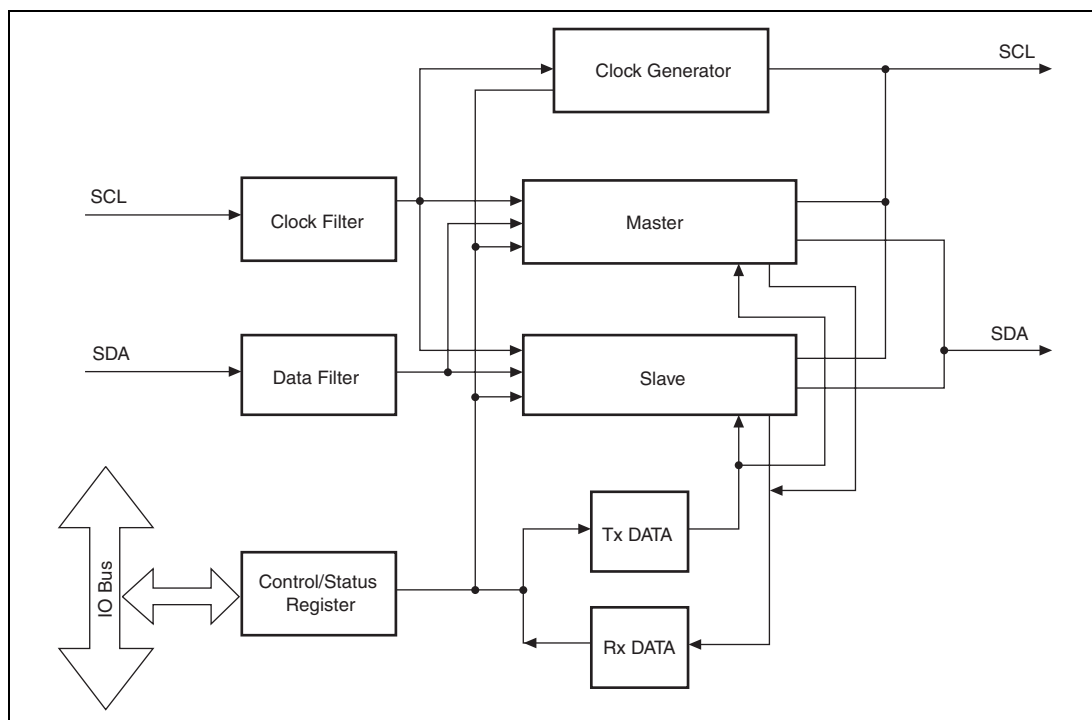 Clock Generator
SCL
SCL
Clock Filter
Master
SDA
Data Filter
Slave
SDA
IO Bus
Control/Status
Register
Tx DATA
Rx DATA